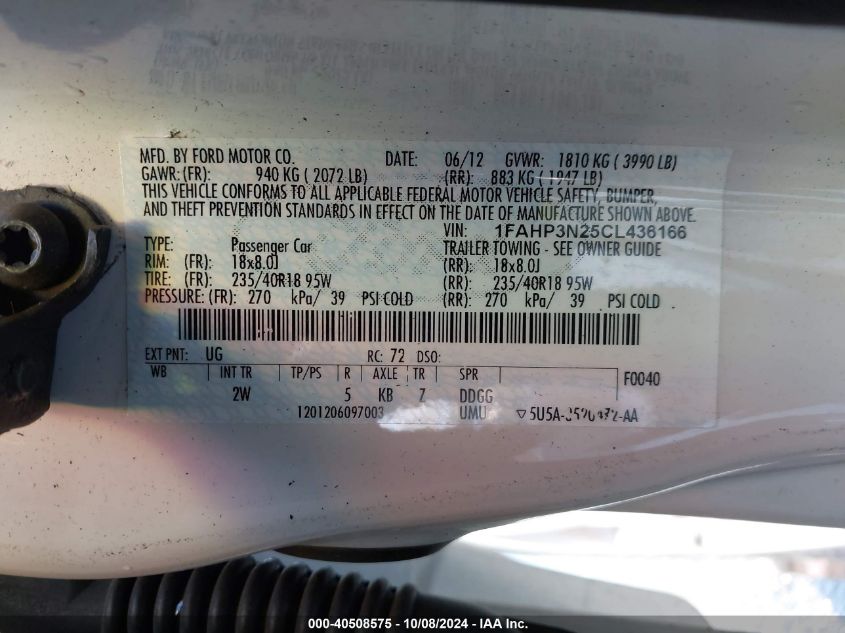 MFD. BY FORD MOTOR CO. DATE: 06/12 GVWR: 1810 KG ( 3990 LB)
GAWR:(FR): 940 KG ( 2072 LB) (RR): 883 KG ( 1947 LB)
THIS VEHICLE CONFORMS TO ALL APPLICABLE FEDERAL MOTOR VEHICLE SAFETY, BUMPER,
AND THEFT PREVENTION STANDARDS IN EFFECT ON THE DATE OF MANUFACTURE SHOWN ABOVE.
VIN: 1FAHP3N25CL436166
TYPE: Passenger Car TRAILER TOWING - SEE OWNER GUIDE
RIM: (FR): 18x8.0J (RR): 18x8.0J
TIRE: (FR): 235/40R18 95W (RR): 235/40R18 95W
PRESSURE: (FR): 270 kPa/ 39 PSI COLD (RR): 270 kPa/ 39 PSI COLD
EXT PNT: UG RC: 72 DSO:
WB INT TR TP/PS R AXLE TR SPR F0040
2W 5 KB Z DDGG
1201206097003 UMU
000-40508575 - 10/08/2024 - IAA Inc.